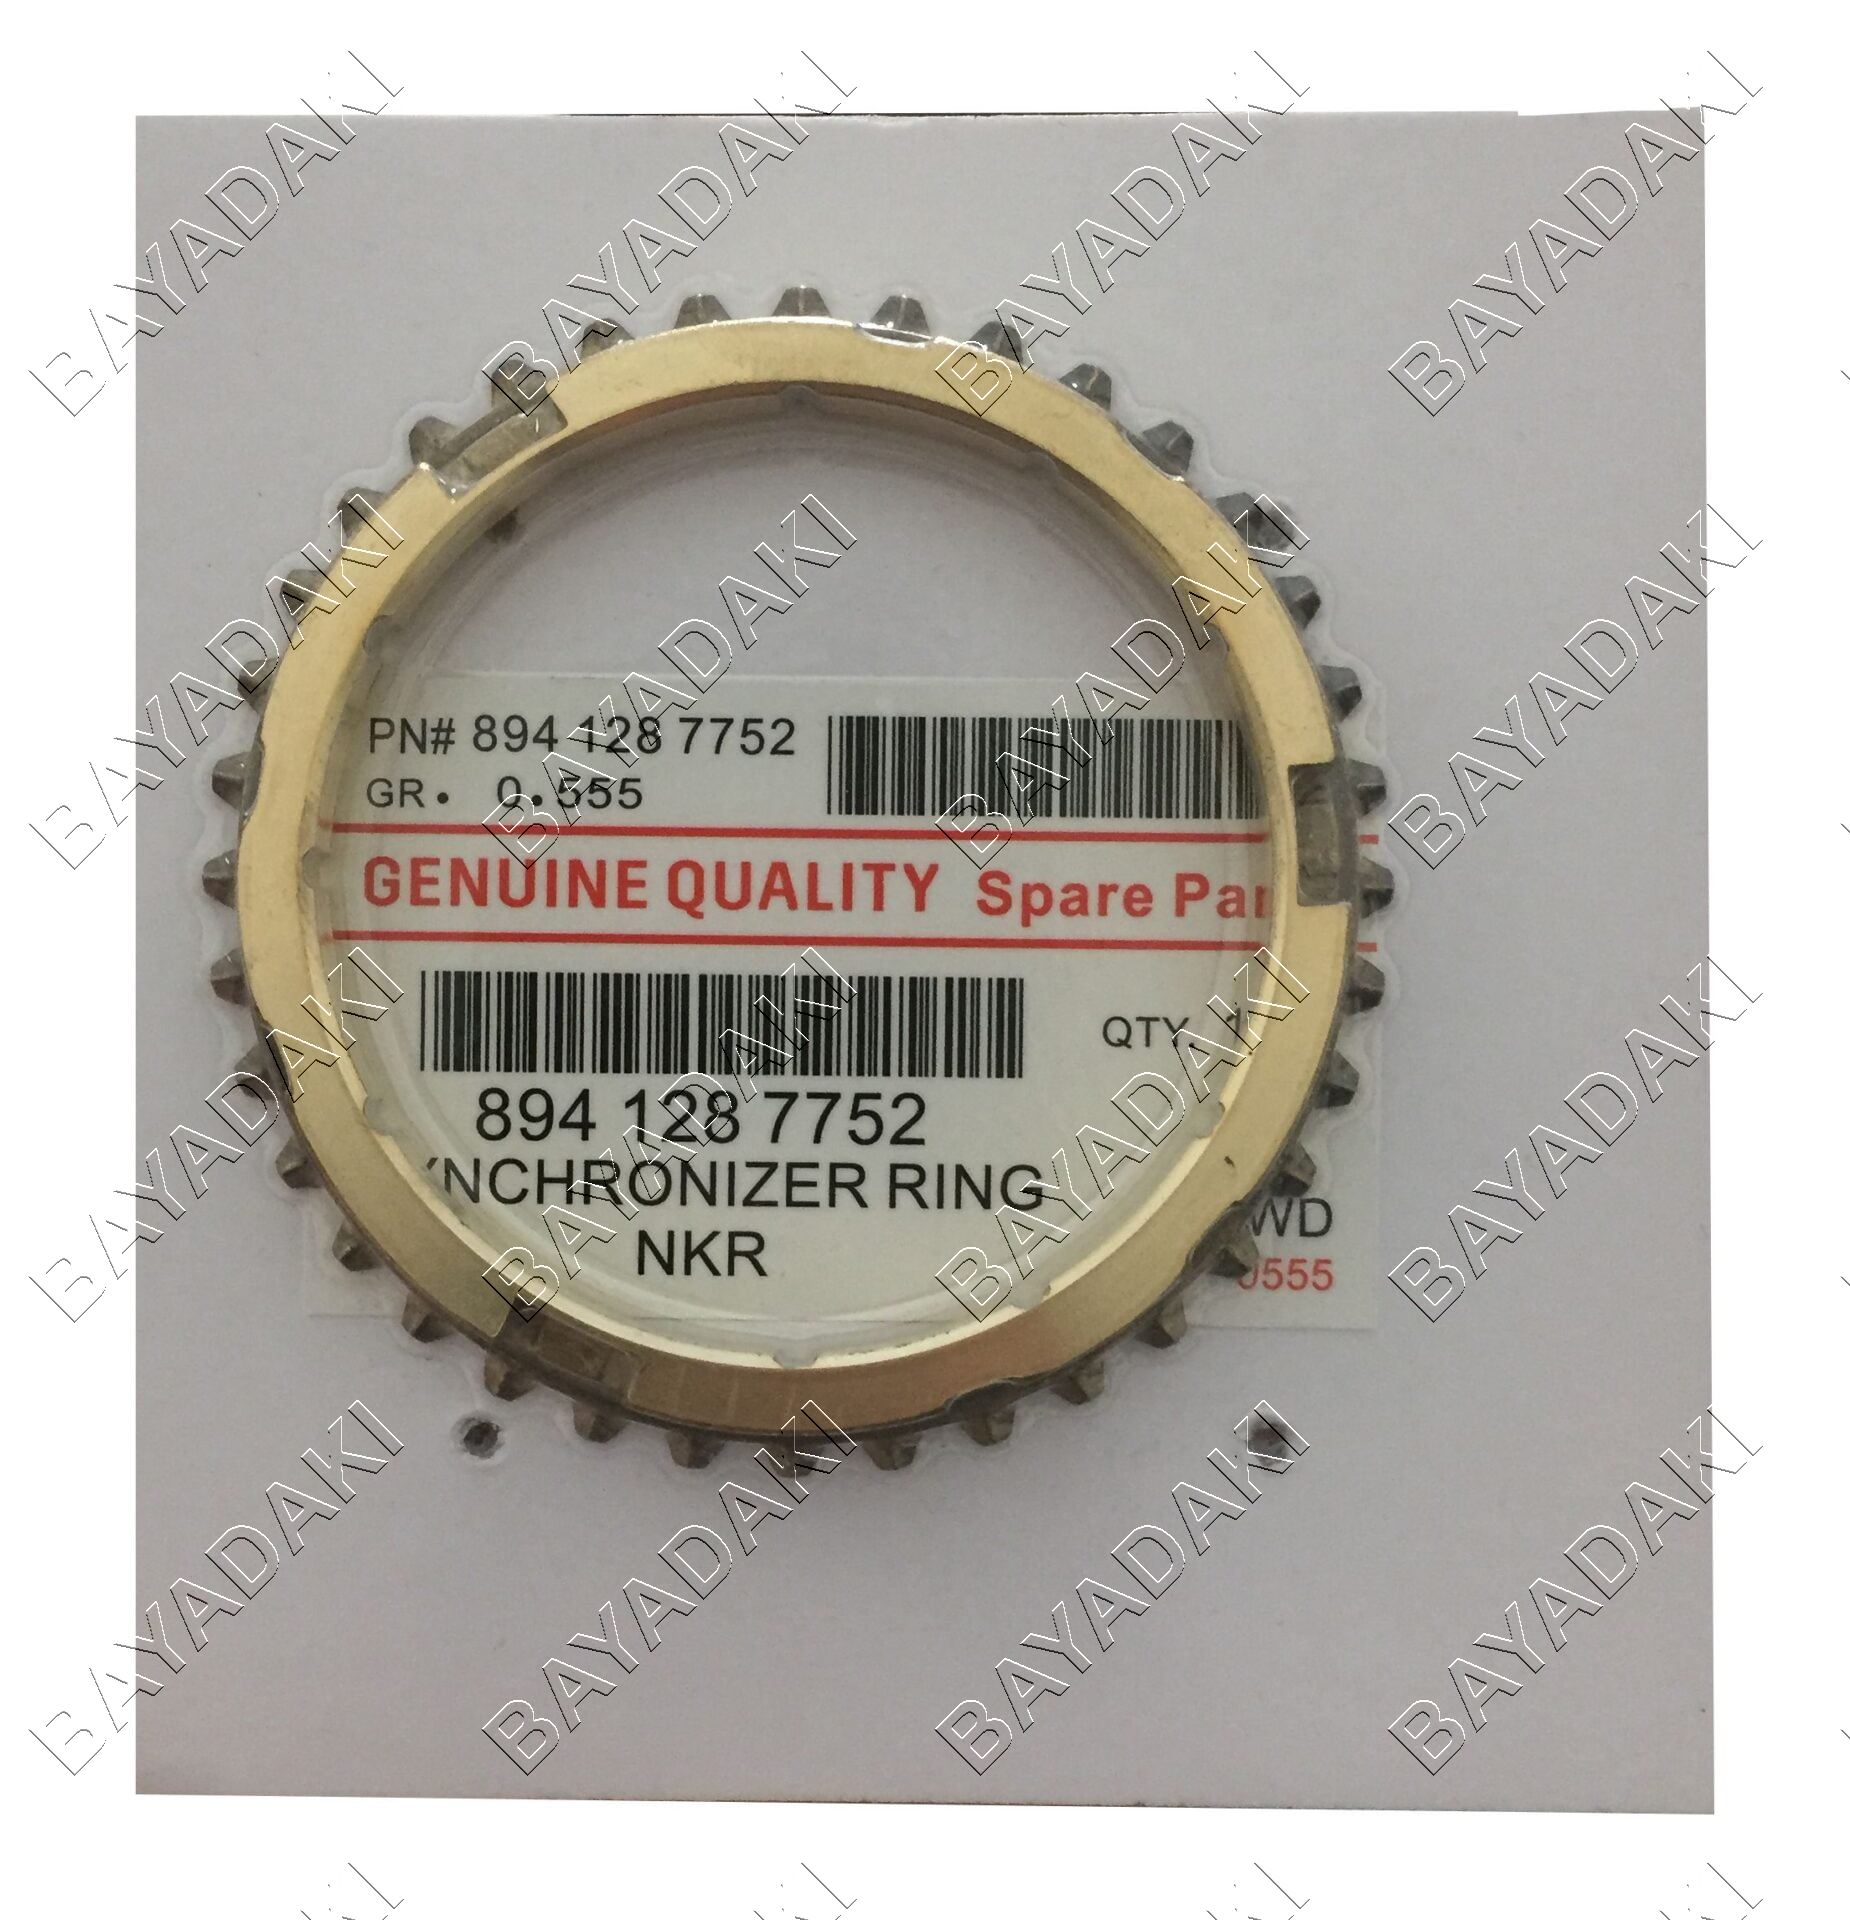 PN# 894 128 7752
GR. 0.555
GENUINE QUALITY Spare Par
QTY. 1
894 128 7752
YNCHRONIZER RING
NKR
WD
0555
BAYADAKI